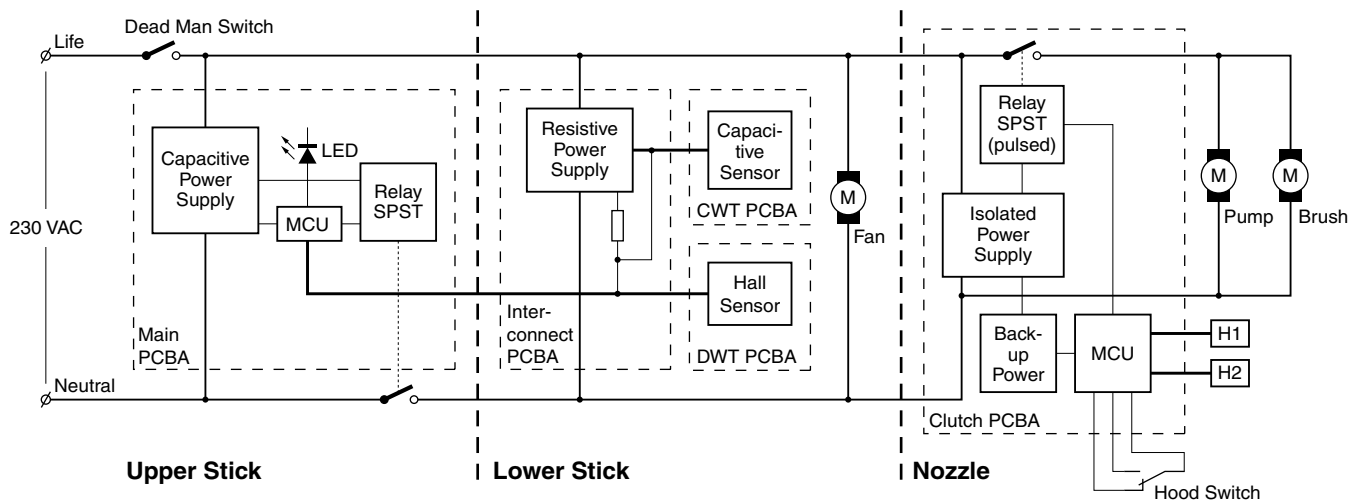 Dead Man Switch
Life
230 VAC
Neutral
Capacitive
Power
Supply
LED
MCU
Relay
SPST
Main
PCBA
Upper Stick
Resistive
Power
Supply
Inter-
connect
PCBA
Capaci-
tive
Sensor
CWT PCBA
Hall
Sensor
DWT PCBA
M
Fan
Lower Stick
Relay
SPST
(pulsed)
Isolated
Power
Supply
Back-
up
Power
MCU
Clutch PCBA
H1
H2
Hood Switch
M
Pump
M
Brush
Nozzle